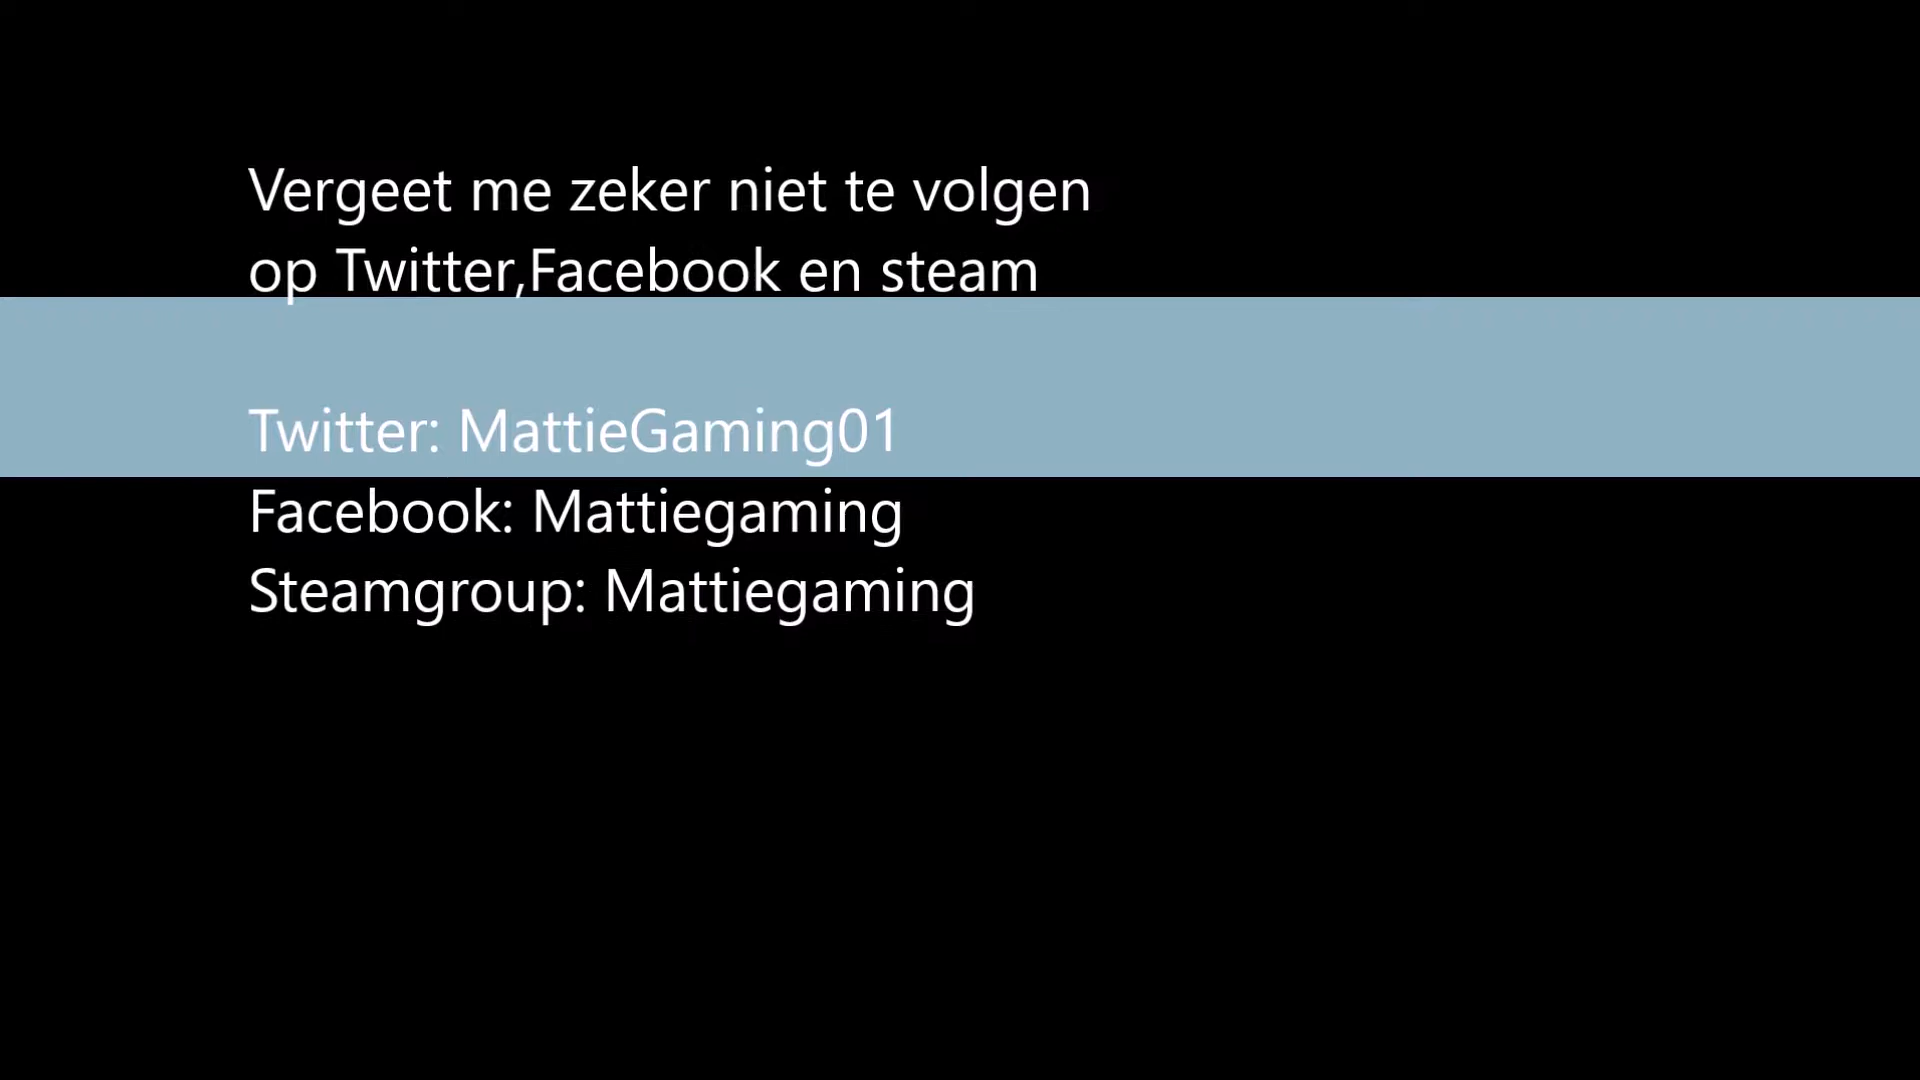 Vergeet me zeker niet te volgen
op Twitter,Facebook en steam
Twitter: MattieGaming01
Facebook: Mattiegaming
Steamgroup: Mattiegaming